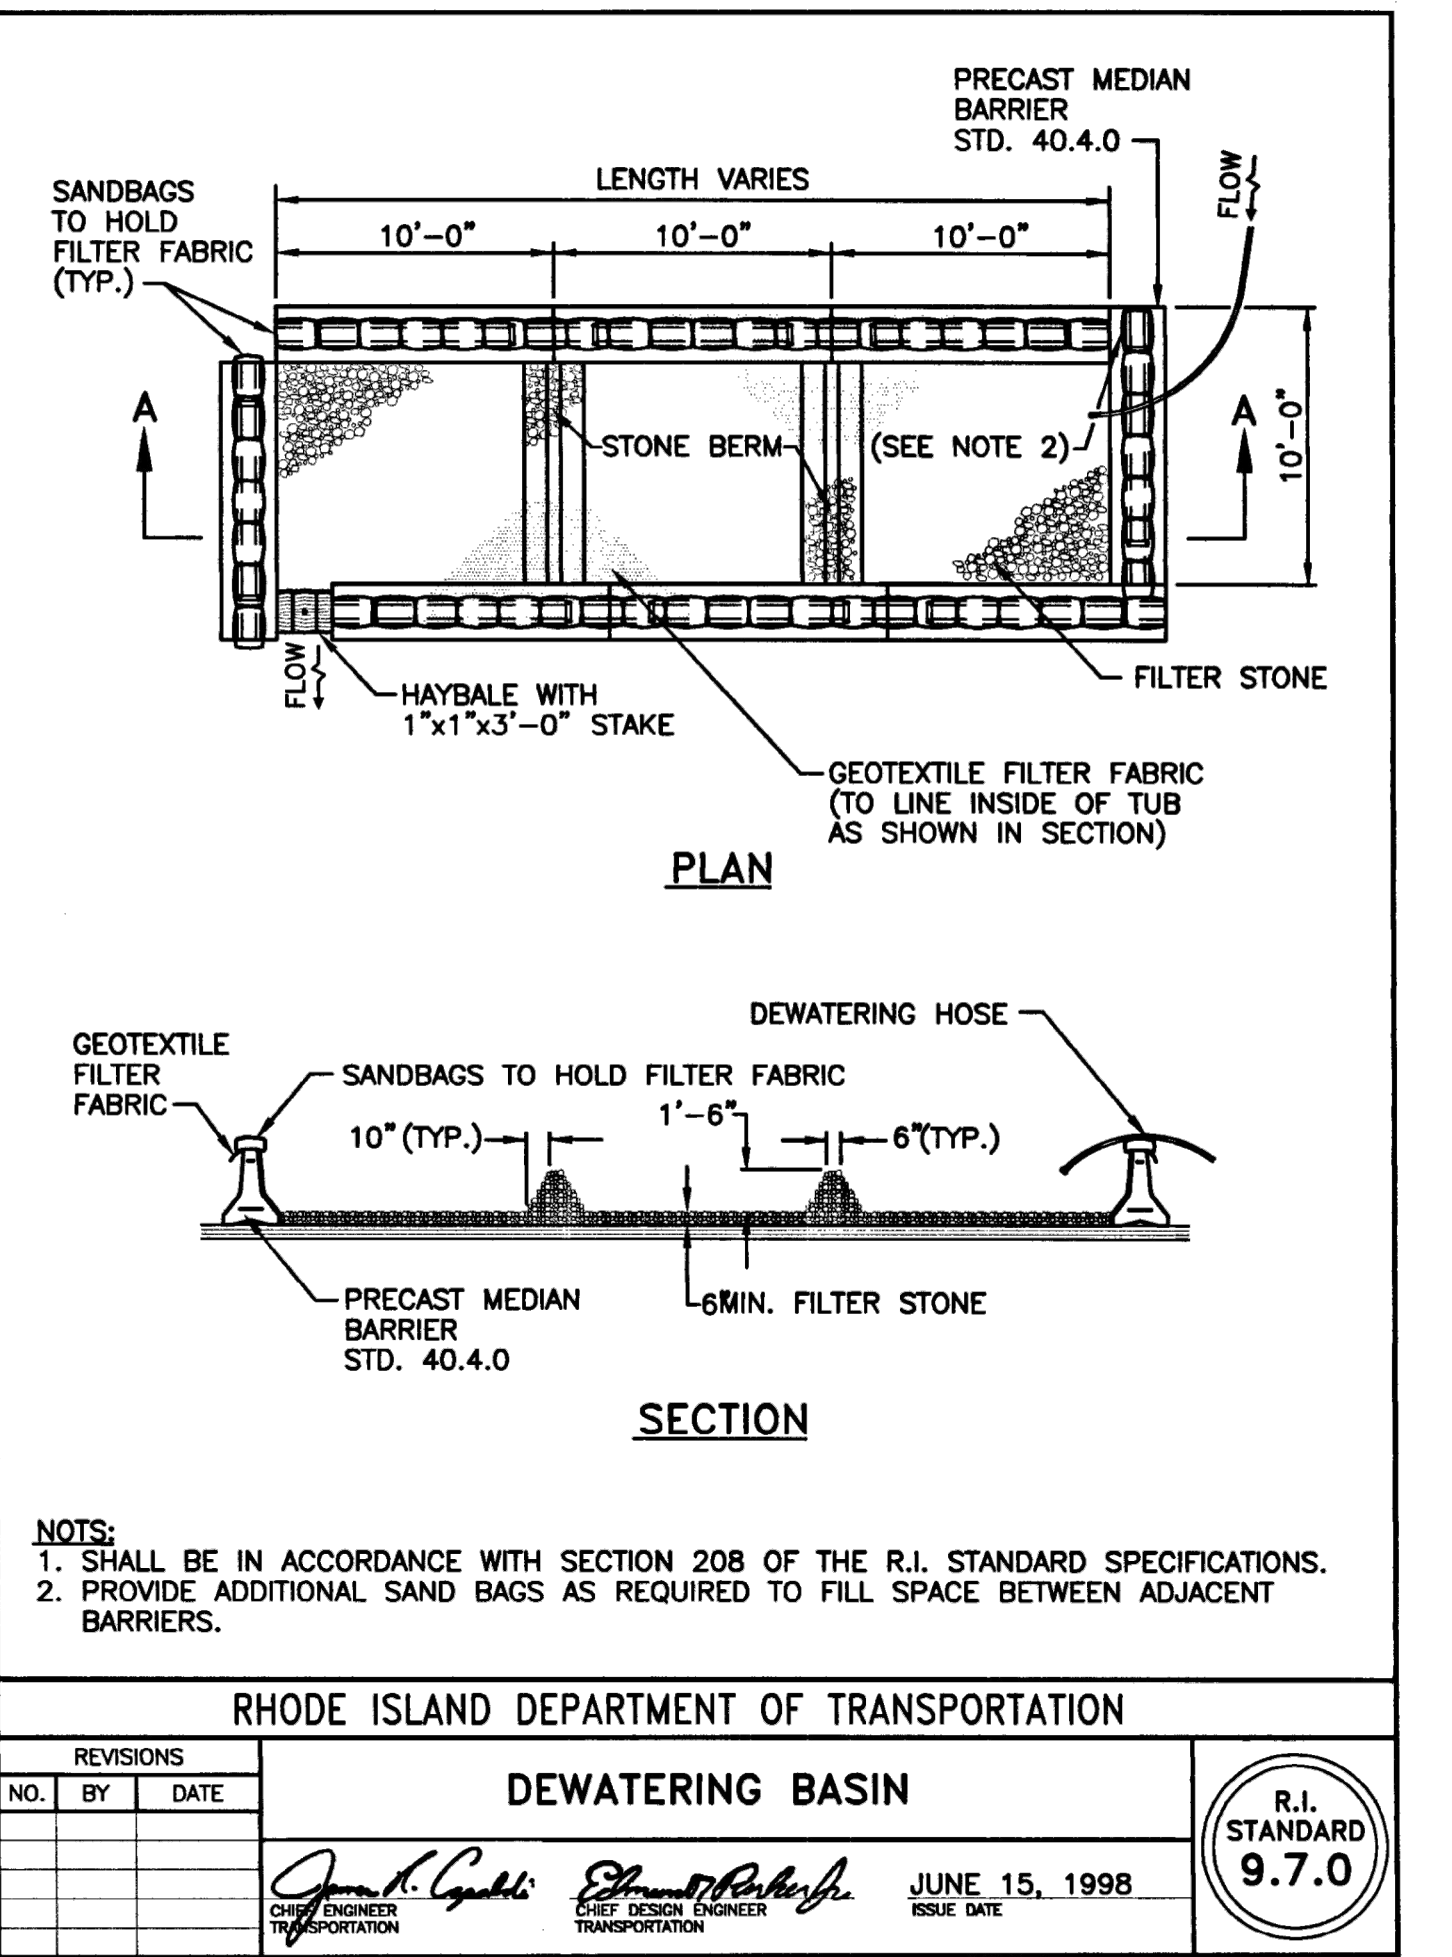 PRECAST MEDIAN
BARRIER
STD. 40.4.0
FLOW
SANDBAGS
TO HOLD
FILTER FABRIC
(TYP.)
LENGTH VARIES
10'-0"
10'-0"
10'-0"
A
STONE BERM
(SEE NOTE 2)
A
10'-0"
FLOW
HAYBALE WITH
1"x1"x3'-0" STAKE
FILTER STONE
GEOTEXTILE FILTER FABRIC
(TO LINE INSIDE OF TUB
AS SHOWN IN SECTION)
PLAN
DEWATERING HOSE
GEOTEXTILE
FILTER
FABRIC
SANDBAGS TO HOLD FILTER FABRIC
1'-6"
10" (TYP.)
6"(TYP.)
6"MIN. FILTER STONE
PRECAST MEDIAN
BARRIER
STD. 40.4.0
SECTION
NOTS:
1. SHALL BE IN ACCORDANCE WITH SECTION 208 OF THE R.I. STANDARD SPECIFICATIONS.
2. PROVIDE ADDITIONAL SAND BAGS AS REQUIRED TO FILL SPACE BETWEEN ADJACENT
BARRIERS.
RHODE ISLAND DEPARTMENT OF TRANSPORTATION
REVISIONS
NO. BY DATE
DEWATERING BASIN
CHIEF ENGINEER
TRANSPORTATION
CHIEF DESIGN ENGINEER
TRANSPORTATION
JUNE 15, 1998
ISSUE DATE
R.I.
STANDARD
9.7.0